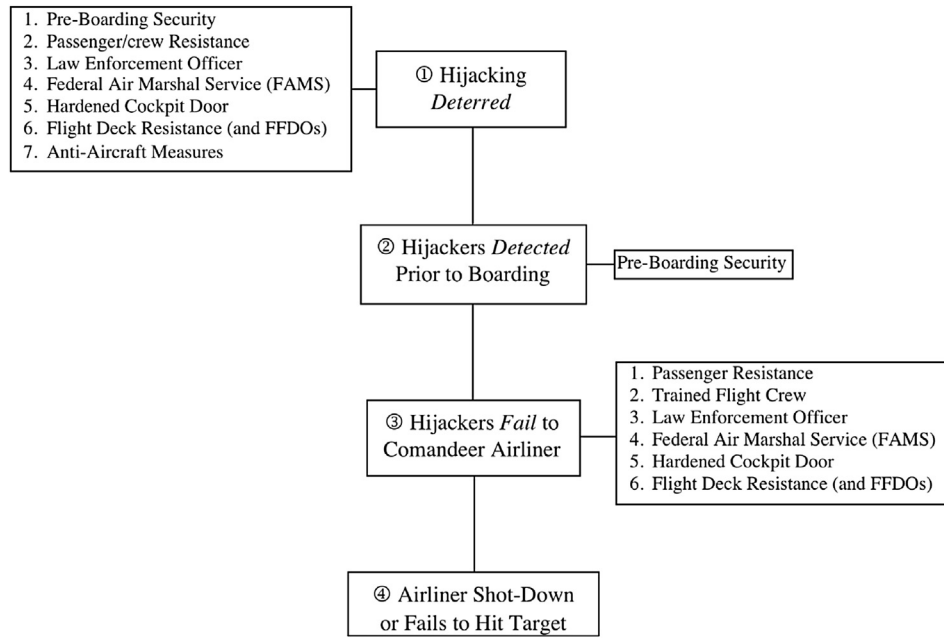 1. Pre-Boarding Security
2. Passenger/crew Resistance
3. Law Enforcement Officer
4. Federal Air Marshal Service (FAMS)
5. Hardened Cockpit Door
6. Flight Deck Resistance (and FFDOs)
7. Anti-Aircraft Measures
① Hijacking
Deterred
② Hijackers Detected
Prior to Boarding
Pre-Boarding Security
③ Hijackers Fail to
Comandeer Airliner
1. Passenger Resistance
2. Trained Flight Crew
3. Law Enforcement Officer
4. Federal Air Marshal Service (FAMS)
5. Hardened Cockpit Door
6. Flight Deck Resistance (and FFDOs)
④ Airliner Shot-Down
or Fails to Hit Target